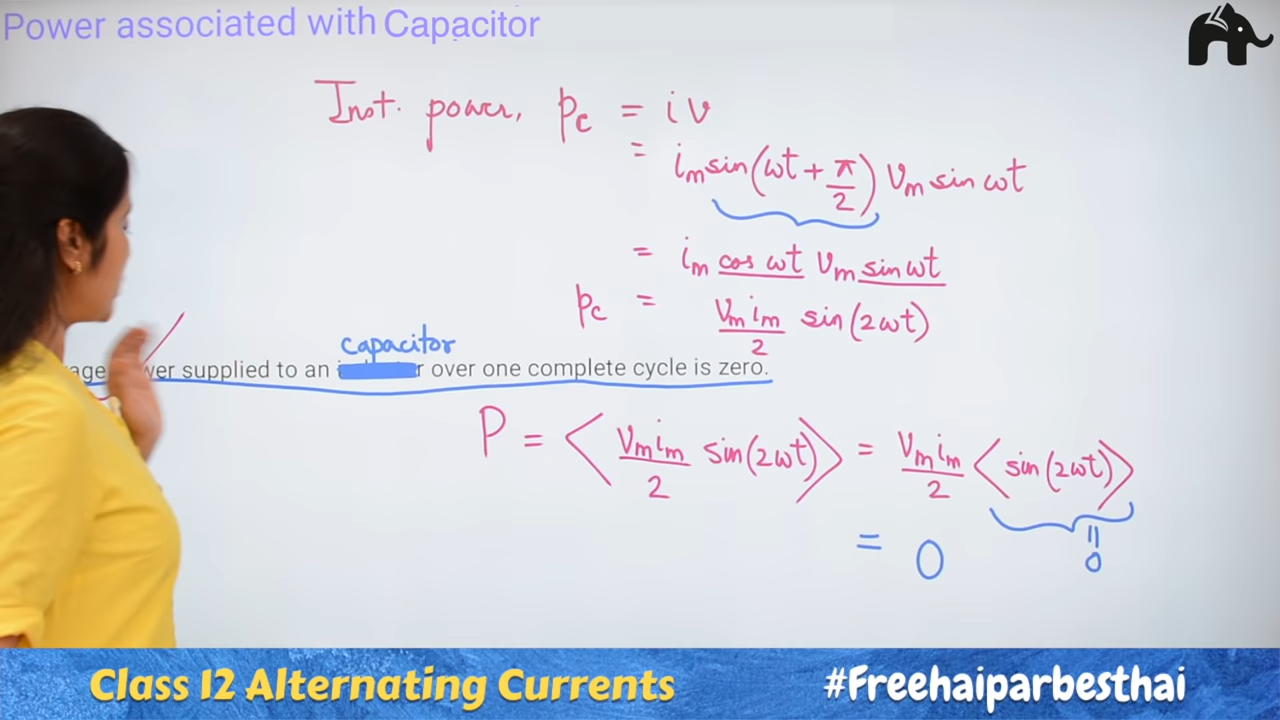 Power associated with Capacitor
Inst. power, pc = i v
= im sin(ωt + π/2) vm sin ωt
= im cos ωt vm sin ωt
pc = vm im / 2 sin(2ωt)
capacitor
supplied to an r over one complete cycle is zero.
P = < vm im / 2 sin(2ωt) > = vm im / 2 < sin(2ωt) >
= 0
= 0
Class 12 Alternating Currents
#Freehaiparbesthai